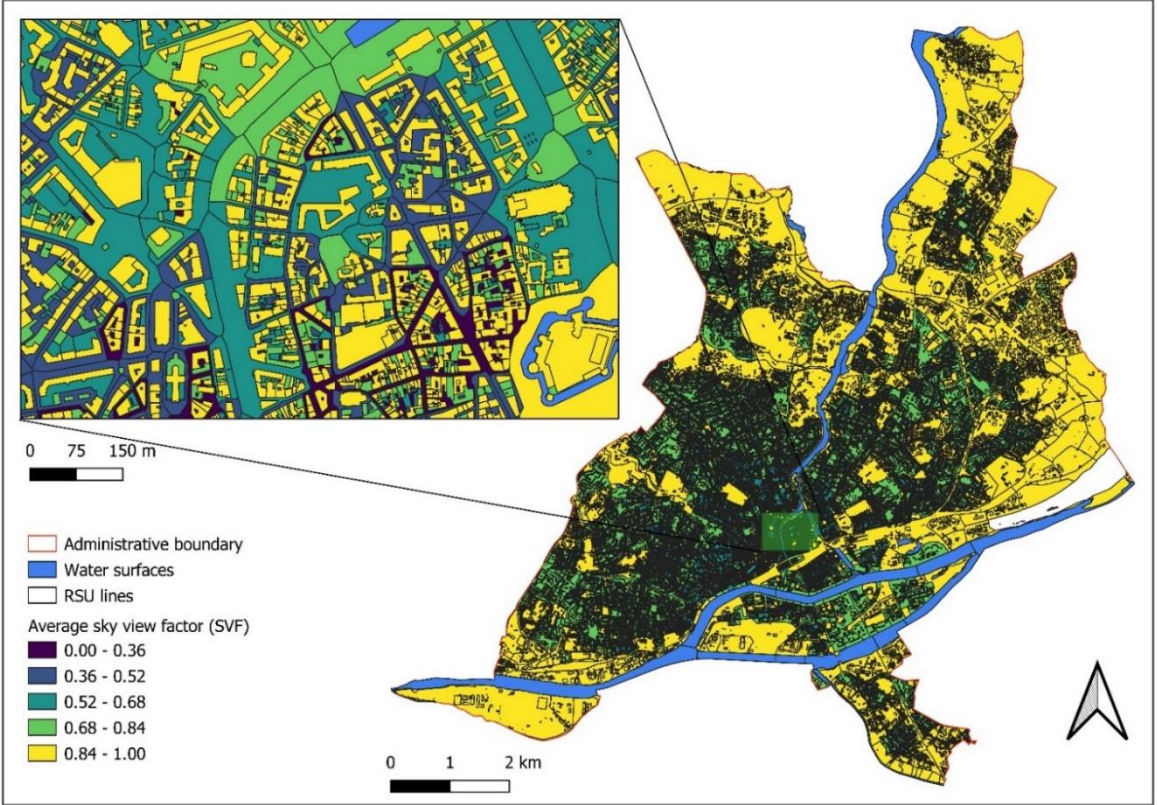 0 75 150 m
Administrative boundary
Water surfaces
RSU lines
Average sky view factor (SVF)
0.00 - 0.36
0.36 - 0.52
0.52 - 0.68
0.68 - 0.84
0.84 - 1.00
0 1 2 km